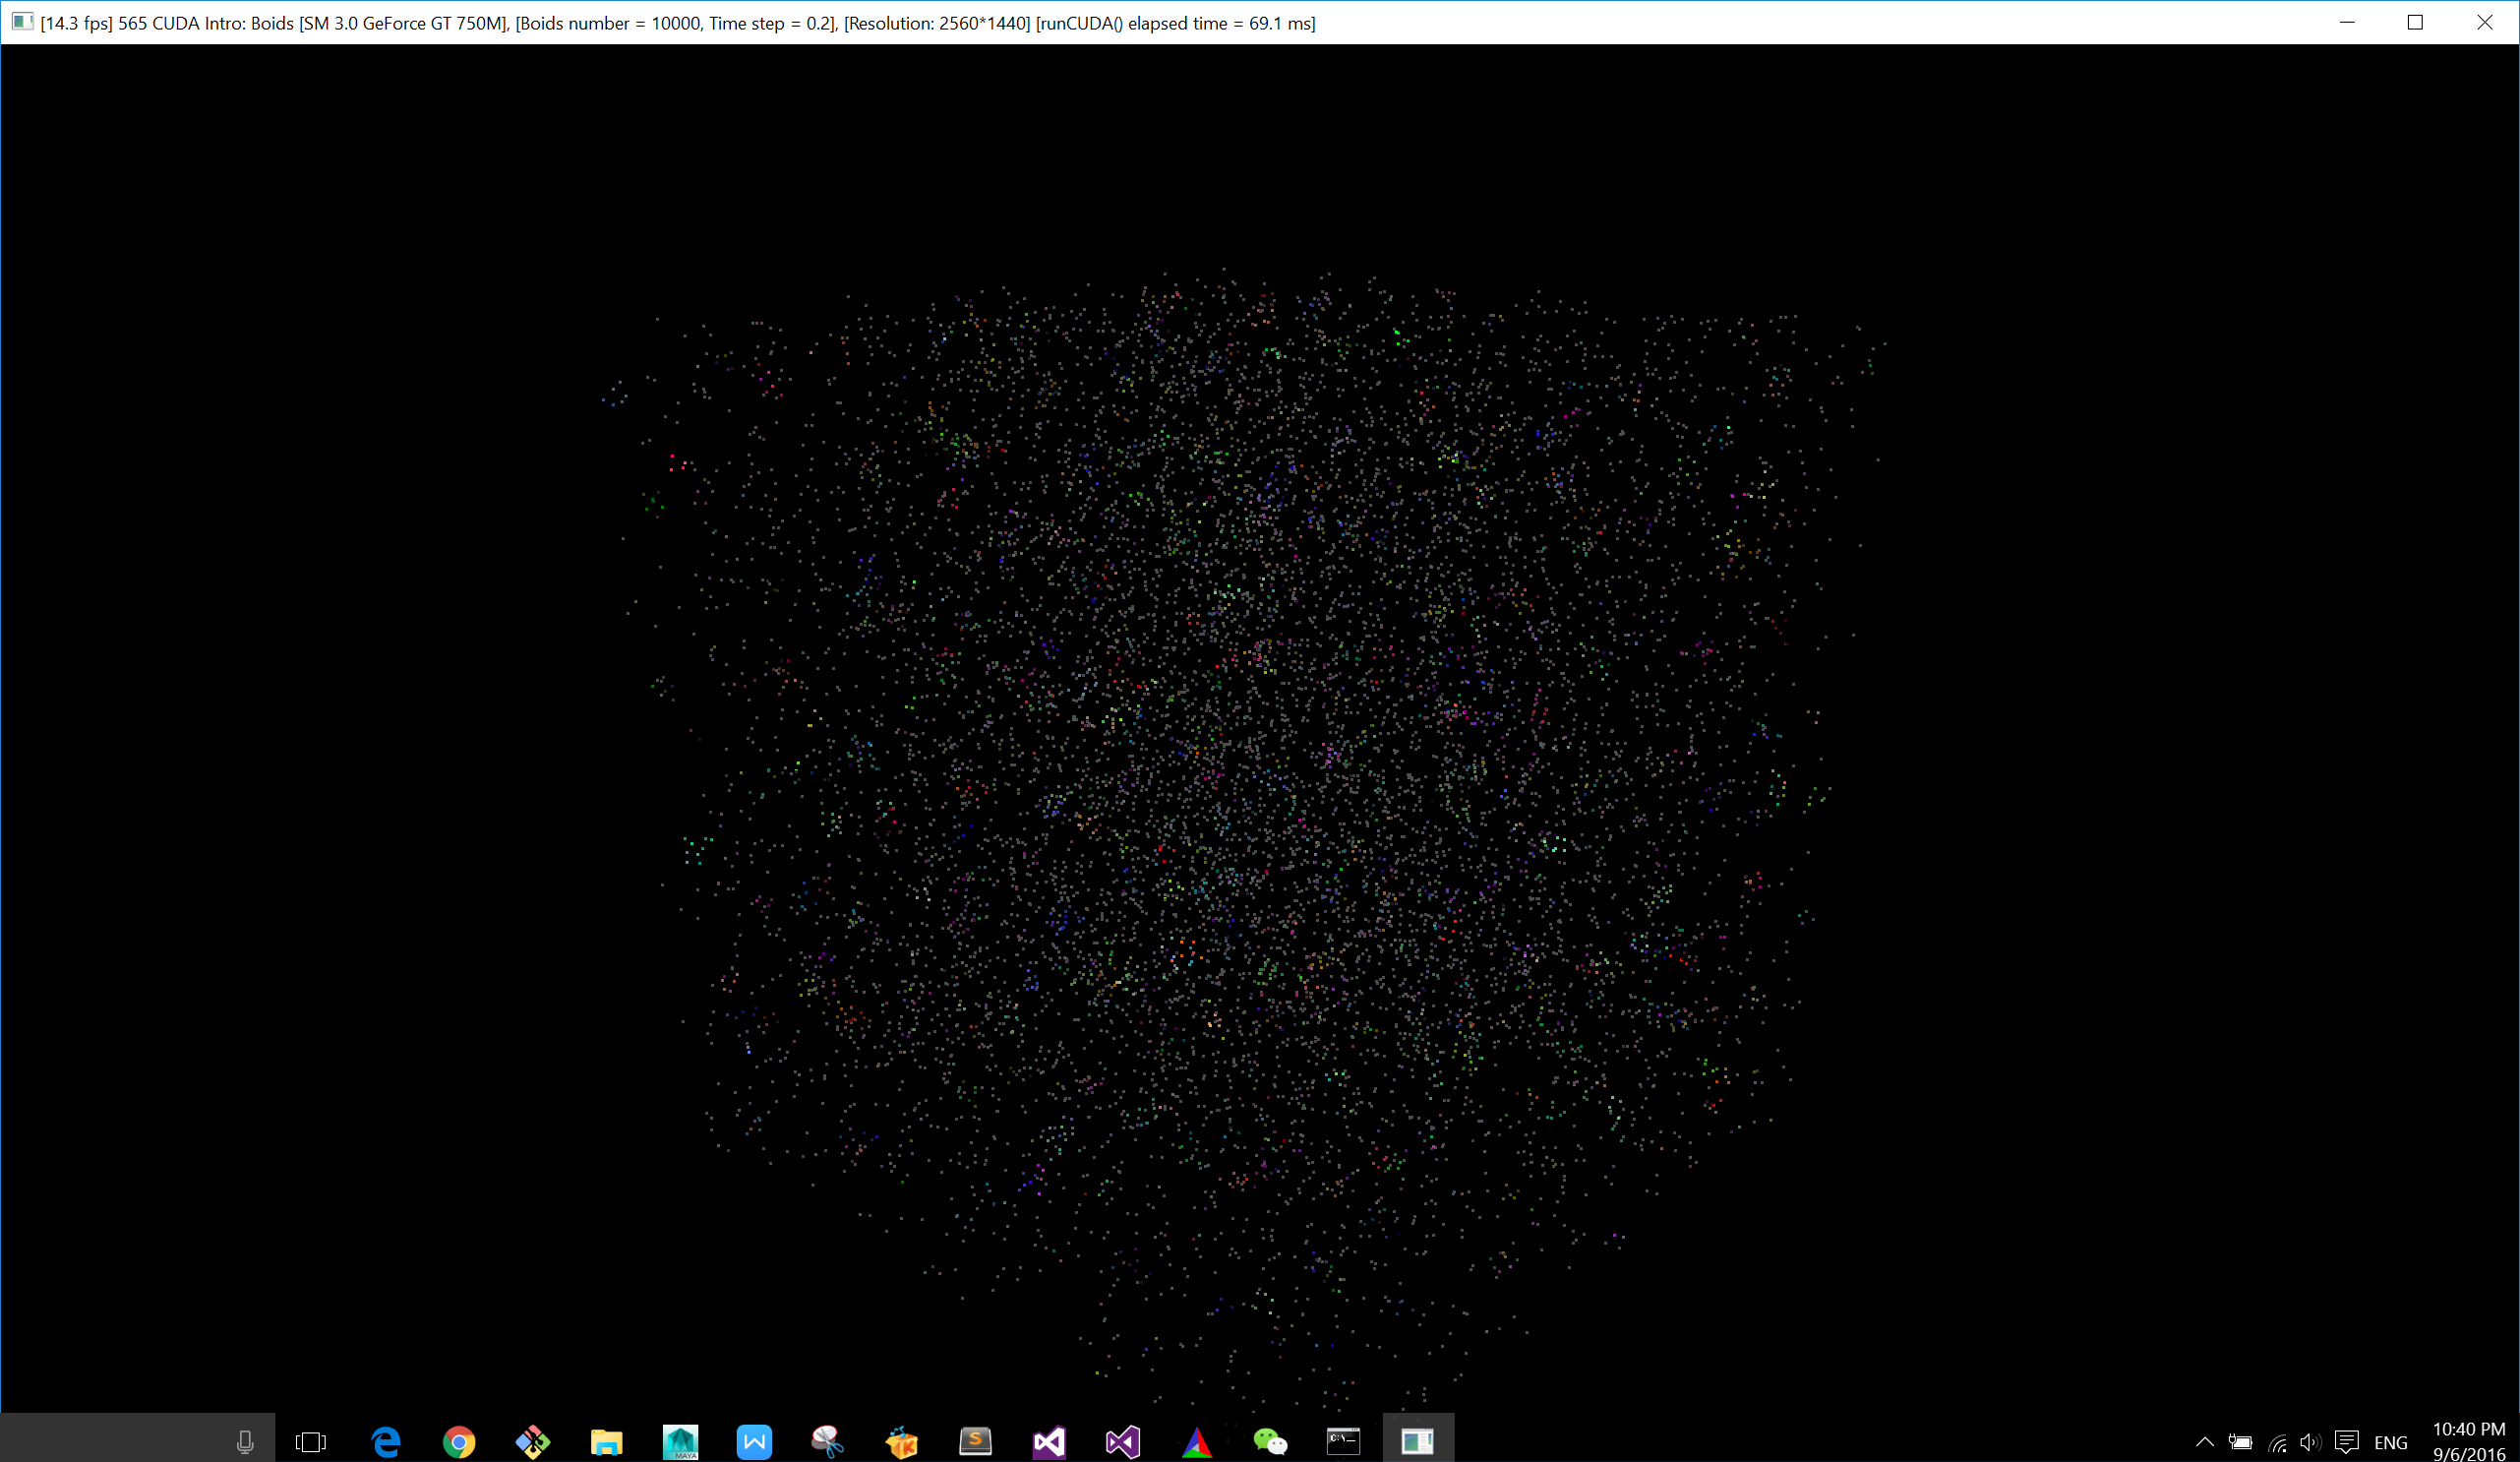 [14.3 fps] 565 CUDA Intro: Boids [SM 3.0 GeForce GT 750M], [Boids number = 10000, Time step = 0.2], [Resolution: 2560*1440] [runCUDA() elapsed time = 69.1 ms]
MAYA
C:\._
ENG
10:40 PM
9/6/2016